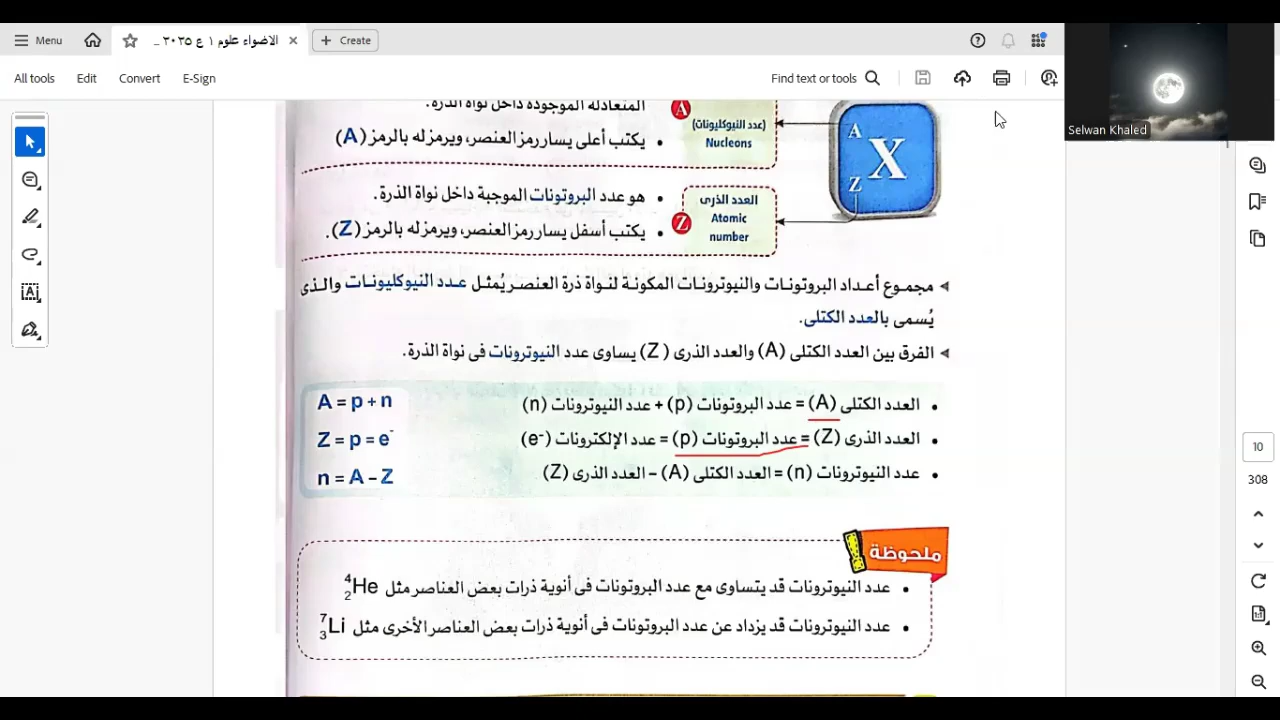 Menu
الاضواء علوم ١ ع ٢٠٢٥ ...
Create
All tools
Edit
Convert
E-Sign
Find text or tools
Selwan Khaled
المتعادلة الموجودة داخل نواة الذرة.
A
(عدد النيوكليونات)
Nucleons
• يكتب أعلى يسار رمز العنصر، ويرمز له بالرمز (A)
A
X
Z
العدد الذرى
Atomic
number
Z
• هو عدد البروتونات الموجبة داخل نواة الذرة.
• يكتب أسفل يسار رمز العنصر، ويرمز له بالرمز (Z).
مجموع أعداد البروتونات والنيوترونات المكونة لنواة ذرة العنصر يُمثل عدد النيوكليونات والذى
يُسمى بالعدد الكتلى.
الفرق بين العدد الكتلى (A) والعدد الذرى (Z) يساوى عدد النيوترونات فى نواة الذرة.
• العدد الكتلى (A) = عدد البروتونات (p) + عدد النيوترونات (n)
A = p + n
• العدد الذرى (Z) = عدد البروتونات (p) = عدد الإلكترونات (e⁻)
Z = p = e⁻
• عدد النيوترونات (n) = العدد الكتلى (A) – العدد الذرى (Z)
n = A – Z
ملحوظة
• عدد النيوترونات قد يتساوى مع عدد البروتونات فى أنوية ذرات بعض العناصر مثل ⁴₂He
• عدد النيوترونات قد يزداد عن عدد البروتونات فى أنوية ذرات بعض العناصر الأخرى مثل ⁷₃Li
10
308